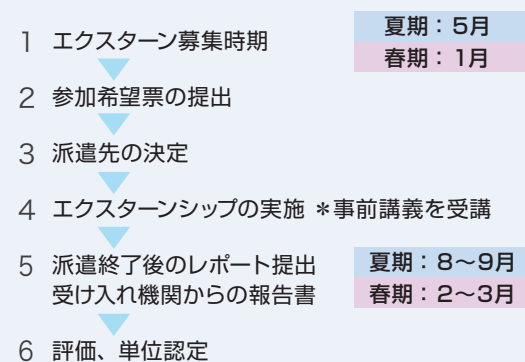 1 エクスターン募集時期
夏期：5月
春期：1月
2 参加希望票の提出
3 派遣先の決定
4 エクスターンシップの実施 ＊事前講義を受講
5 派遣終了後のレポート提出
受け入れ機関からの報告書
夏期：8～9月
春期：2～3月
6 評価、単位認定